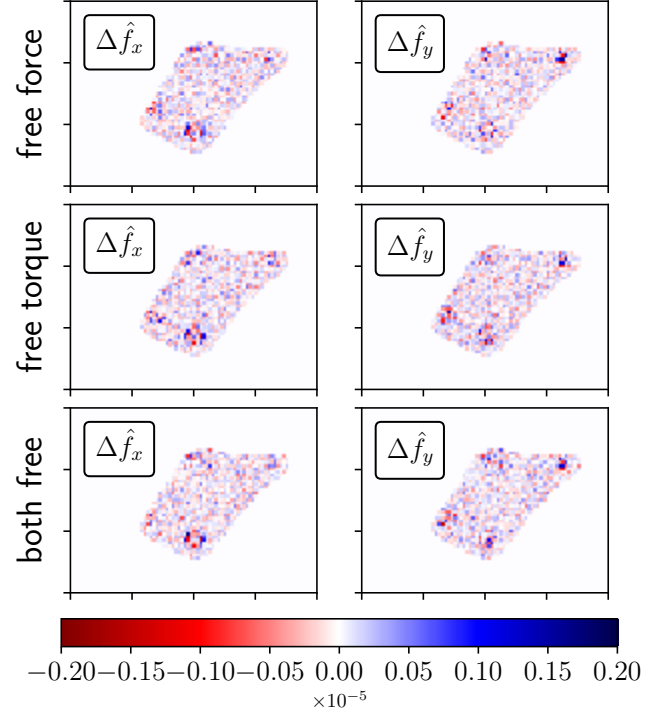 free force
Δf̂x
Δf̂y
free torque
Δf̂x
Δf̂y
both free
Δf̂x
Δf̂y
−0.20−0.15−0.10−0.05 0.00 0.05 0.10 0.15 0.20
×10−5